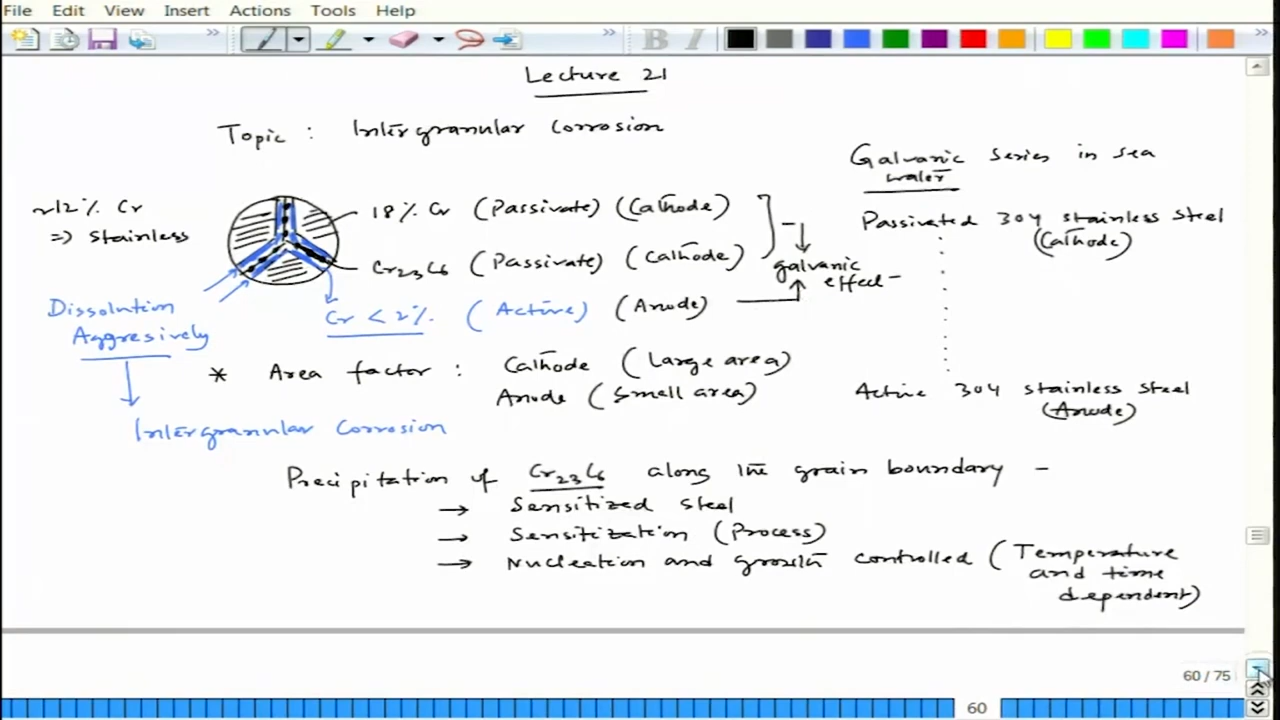 File Edit View Insert Actions Tools Help
Lecture 21
Topic : Intergranular Corrosion
Galvanic series in sea
water
~12% Cr
⇒ stainless
18% Cr (Passivate) (Cathode)
Cr23C6 (Passivate) (Cathode)
Cr < 2% (Active) (Anode)
galvanic
effect
Passivated 304 stainless steel
(Cathode)
Dissolution
Aggresively
Intergranular Corrosion
* Area factor : Cathode (Large area)
Anode (Small area)
Active 304 stainless steel
(Anode)
Precipitation of Cr23C6 along the grain boundary -
→ Sensitized steel
→ Sensitization (Process)
→ Nucleation and growth controlled (Temperature
and time
dependent)
60 / 75
60